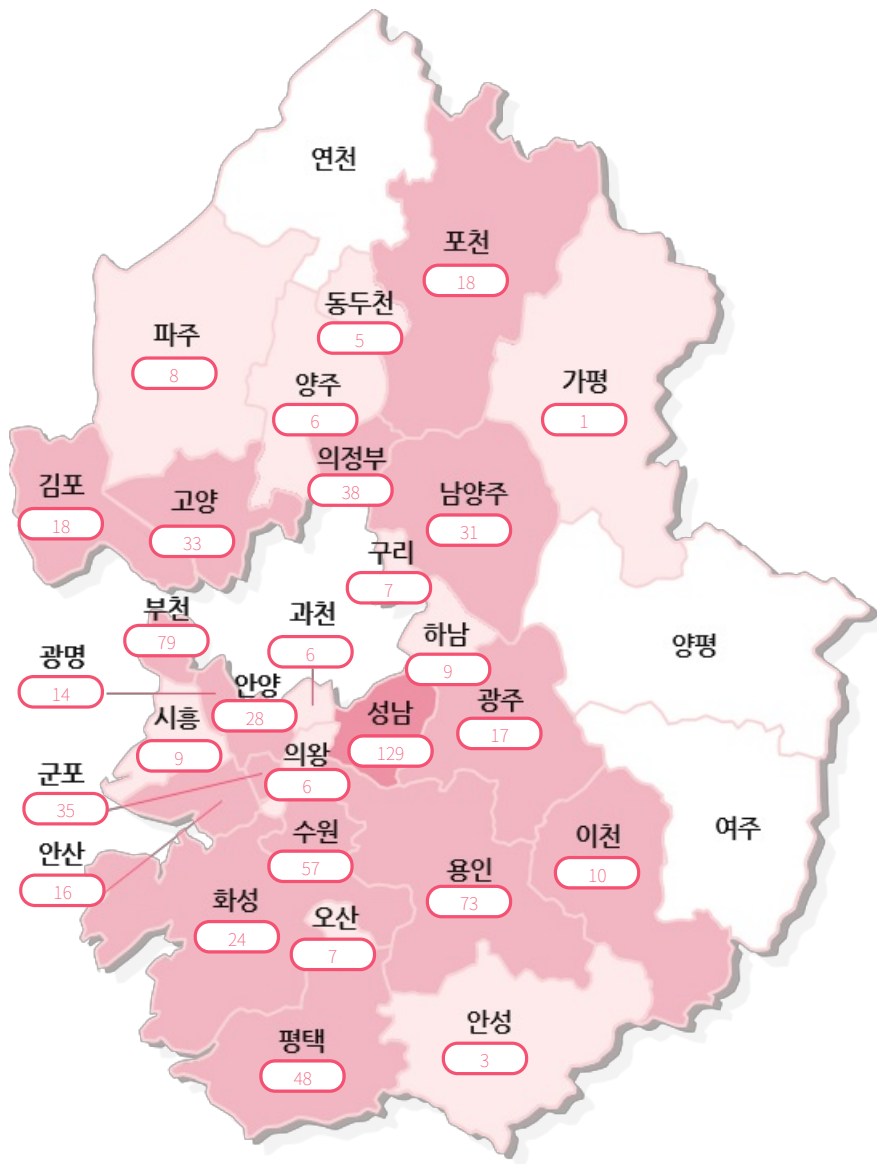 연천
포천
18
동두천
5
파주
8
양주
6
가평
1
의정부
38
김포
18
고양
33
남양주
31
구리
7
부천
79
과천
6
하남
9
양평
광명
14
안양
28
성남
129
광주
17
시흥
9
의왕
6
군포
35
수원
57
이천
10
여주
안산
16
용인
73
화성
24
오산
7
안성
3
평택
48